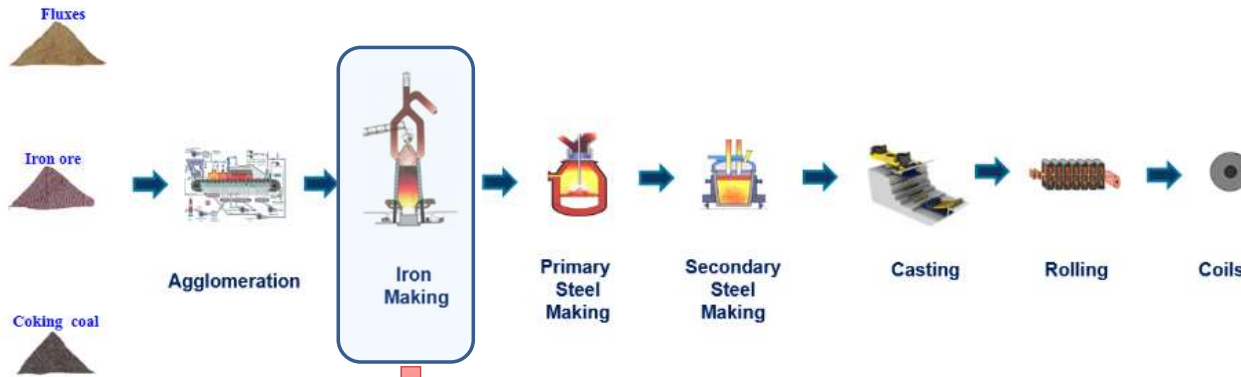 Fluxes
Iron ore
Coking coal
Agglomeration
Iron
Making
Primary
Steel
Making
Secondary
Steel
Making
Casting
Rolling
Coils